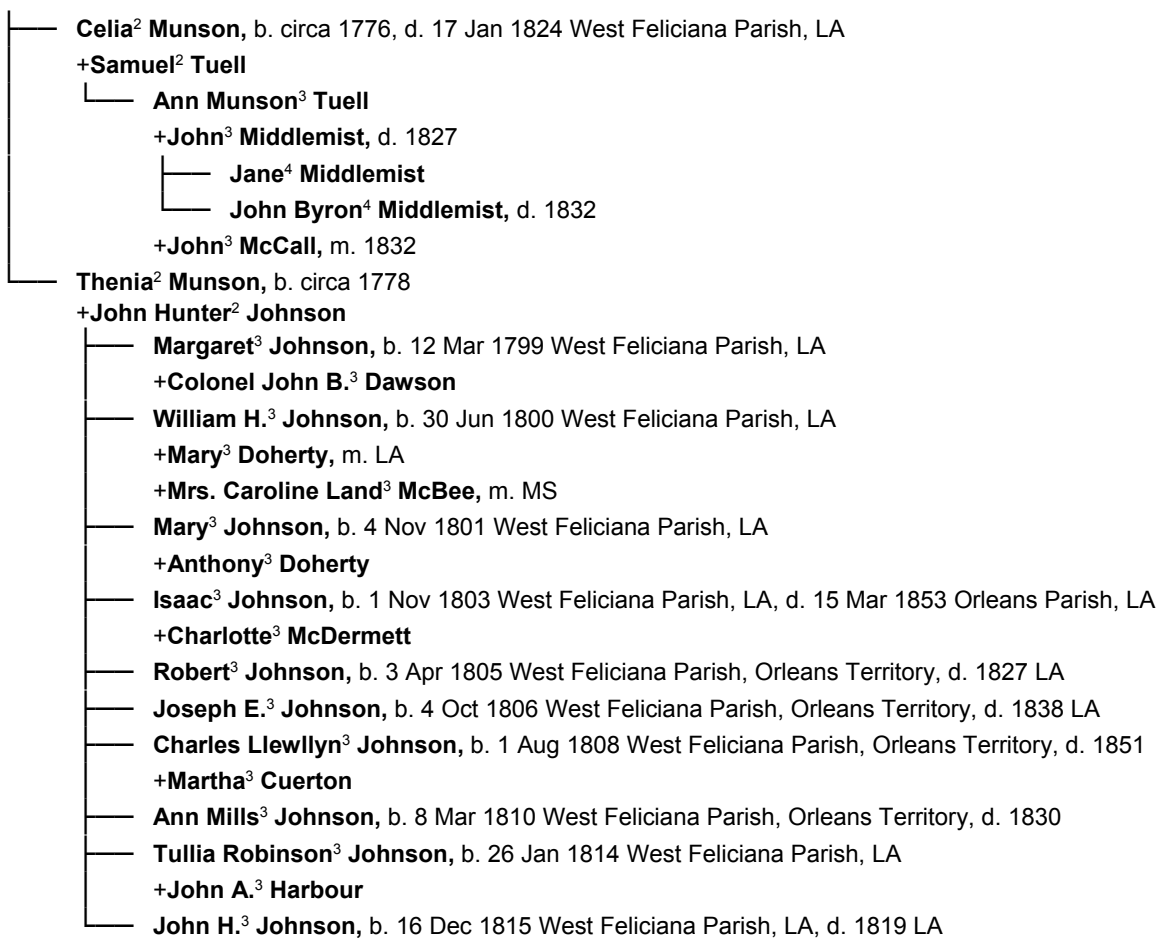 Celia² Munson, b. circa 1776, d. 17 Jan 1824 West Feliciana Parish, LA
+Samuel² Tuell
Ann Munson³ Tuell
+John³ Middlemist, d. 1827
Jane⁴ Middlemist
John Byron⁴ Middlemist, d. 1832
+John³ McCall, m. 1832
Thenia² Munson, b. circa 1778
+John Hunter² Johnson
Margaret³ Johnson, b. 12 Mar 1799 West Feliciana Parish, LA
+Colonel John B.³ Dawson
William H.³ Johnson, b. 30 Jun 1800 West Feliciana Parish, LA
+Mary³ Doherty, m. LA
+Mrs. Caroline Land³ McBee, m. MS
Mary³ Johnson, b. 4 Nov 1801 West Feliciana Parish, LA
+Anthony³ Doherty
Isaac³ Johnson, b. 1 Nov 1803 West Feliciana Parish, LA, d. 15 Mar 1853 Orleans Parish, LA
+Charlotte³ McDermett
Robert³ Johnson, b. 3 Apr 1805 West Feliciana Parish, Orleans Territory, d. 1827 LA
Joseph E.³ Johnson, b. 4 Oct 1806 West Feliciana Parish, Orleans Territory, d. 1838 LA
Charles Llewllyn³ Johnson, b. 1 Aug 1808 West Feliciana Parish, Orleans Territory, d. 1851
+Martha³ Cuerton
Ann Mills³ Johnson, b. 8 Mar 1810 West Feliciana Parish, Orleans Territory, d. 1830
Tullia Robinson³ Johnson, b. 26 Jan 1814 West Feliciana Parish, LA
+John A.³ Harbour
John H.³ Johnson, b. 16 Dec 1815 West Feliciana Parish, LA, d. 1819 LA